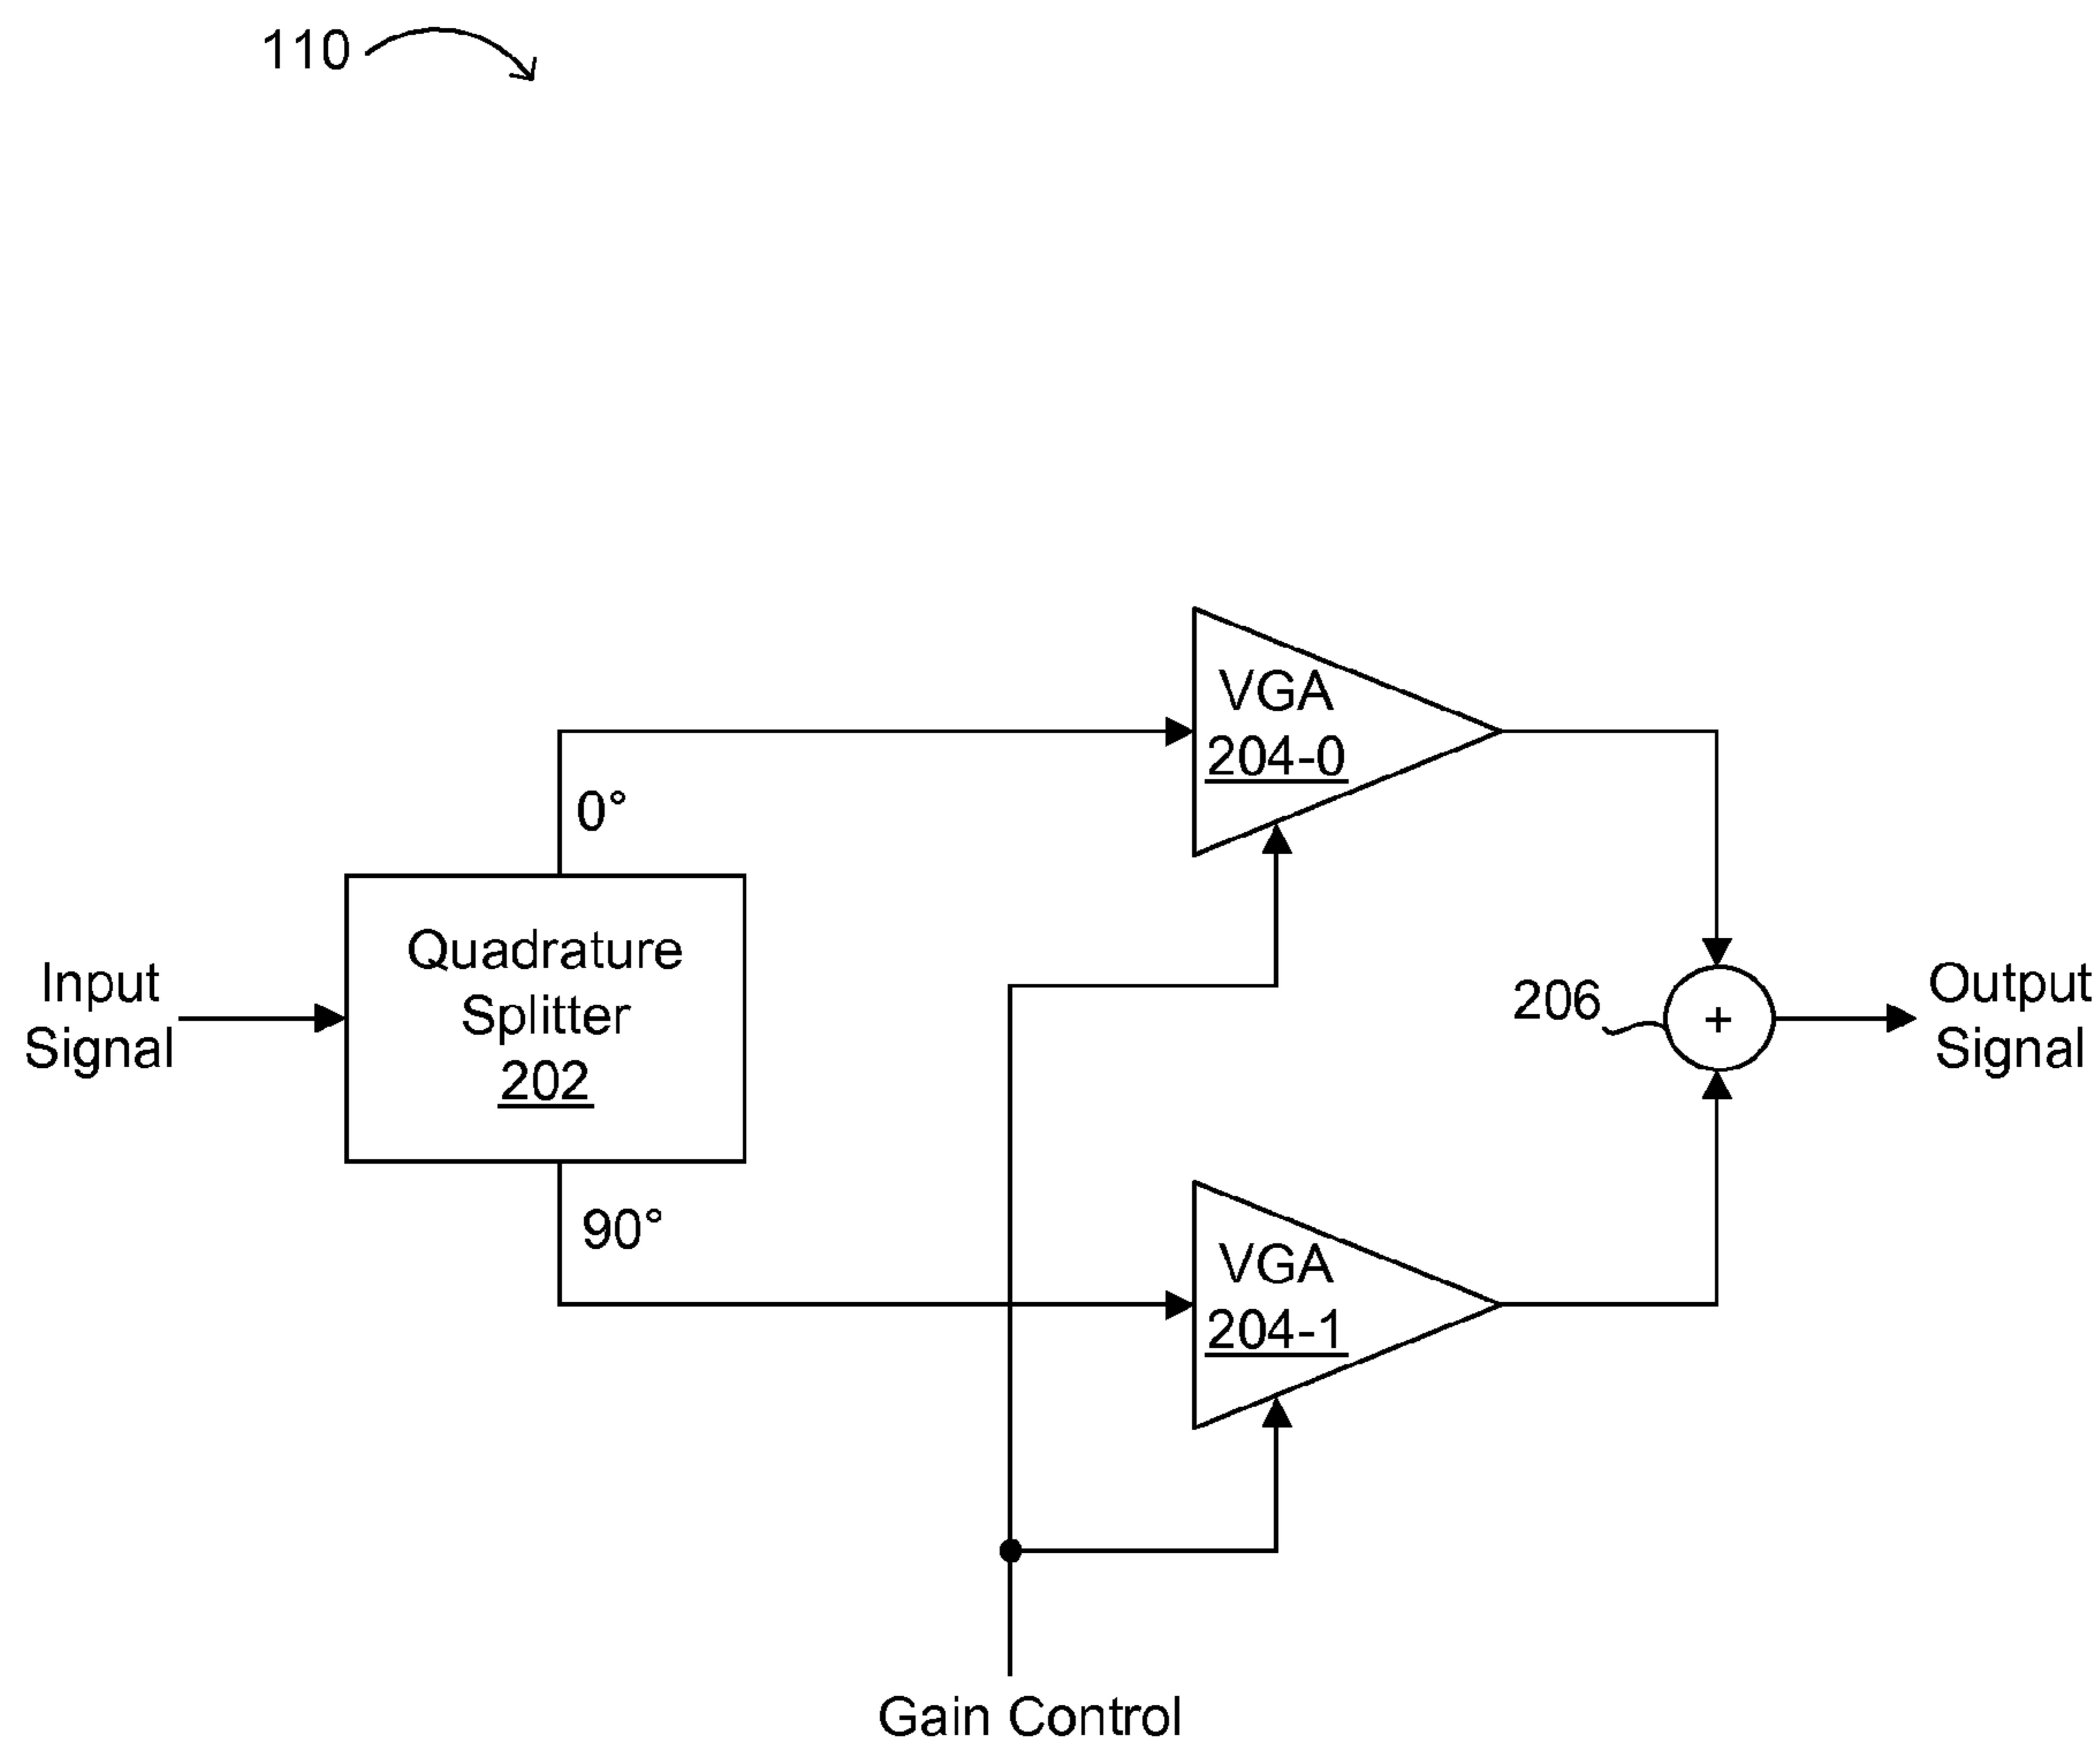 110
VGA
204-0
0°
Quadrature
Splitter
202
Input
Signal
206
+
Output
Signal
90°
VGA
204-1
Gain Control